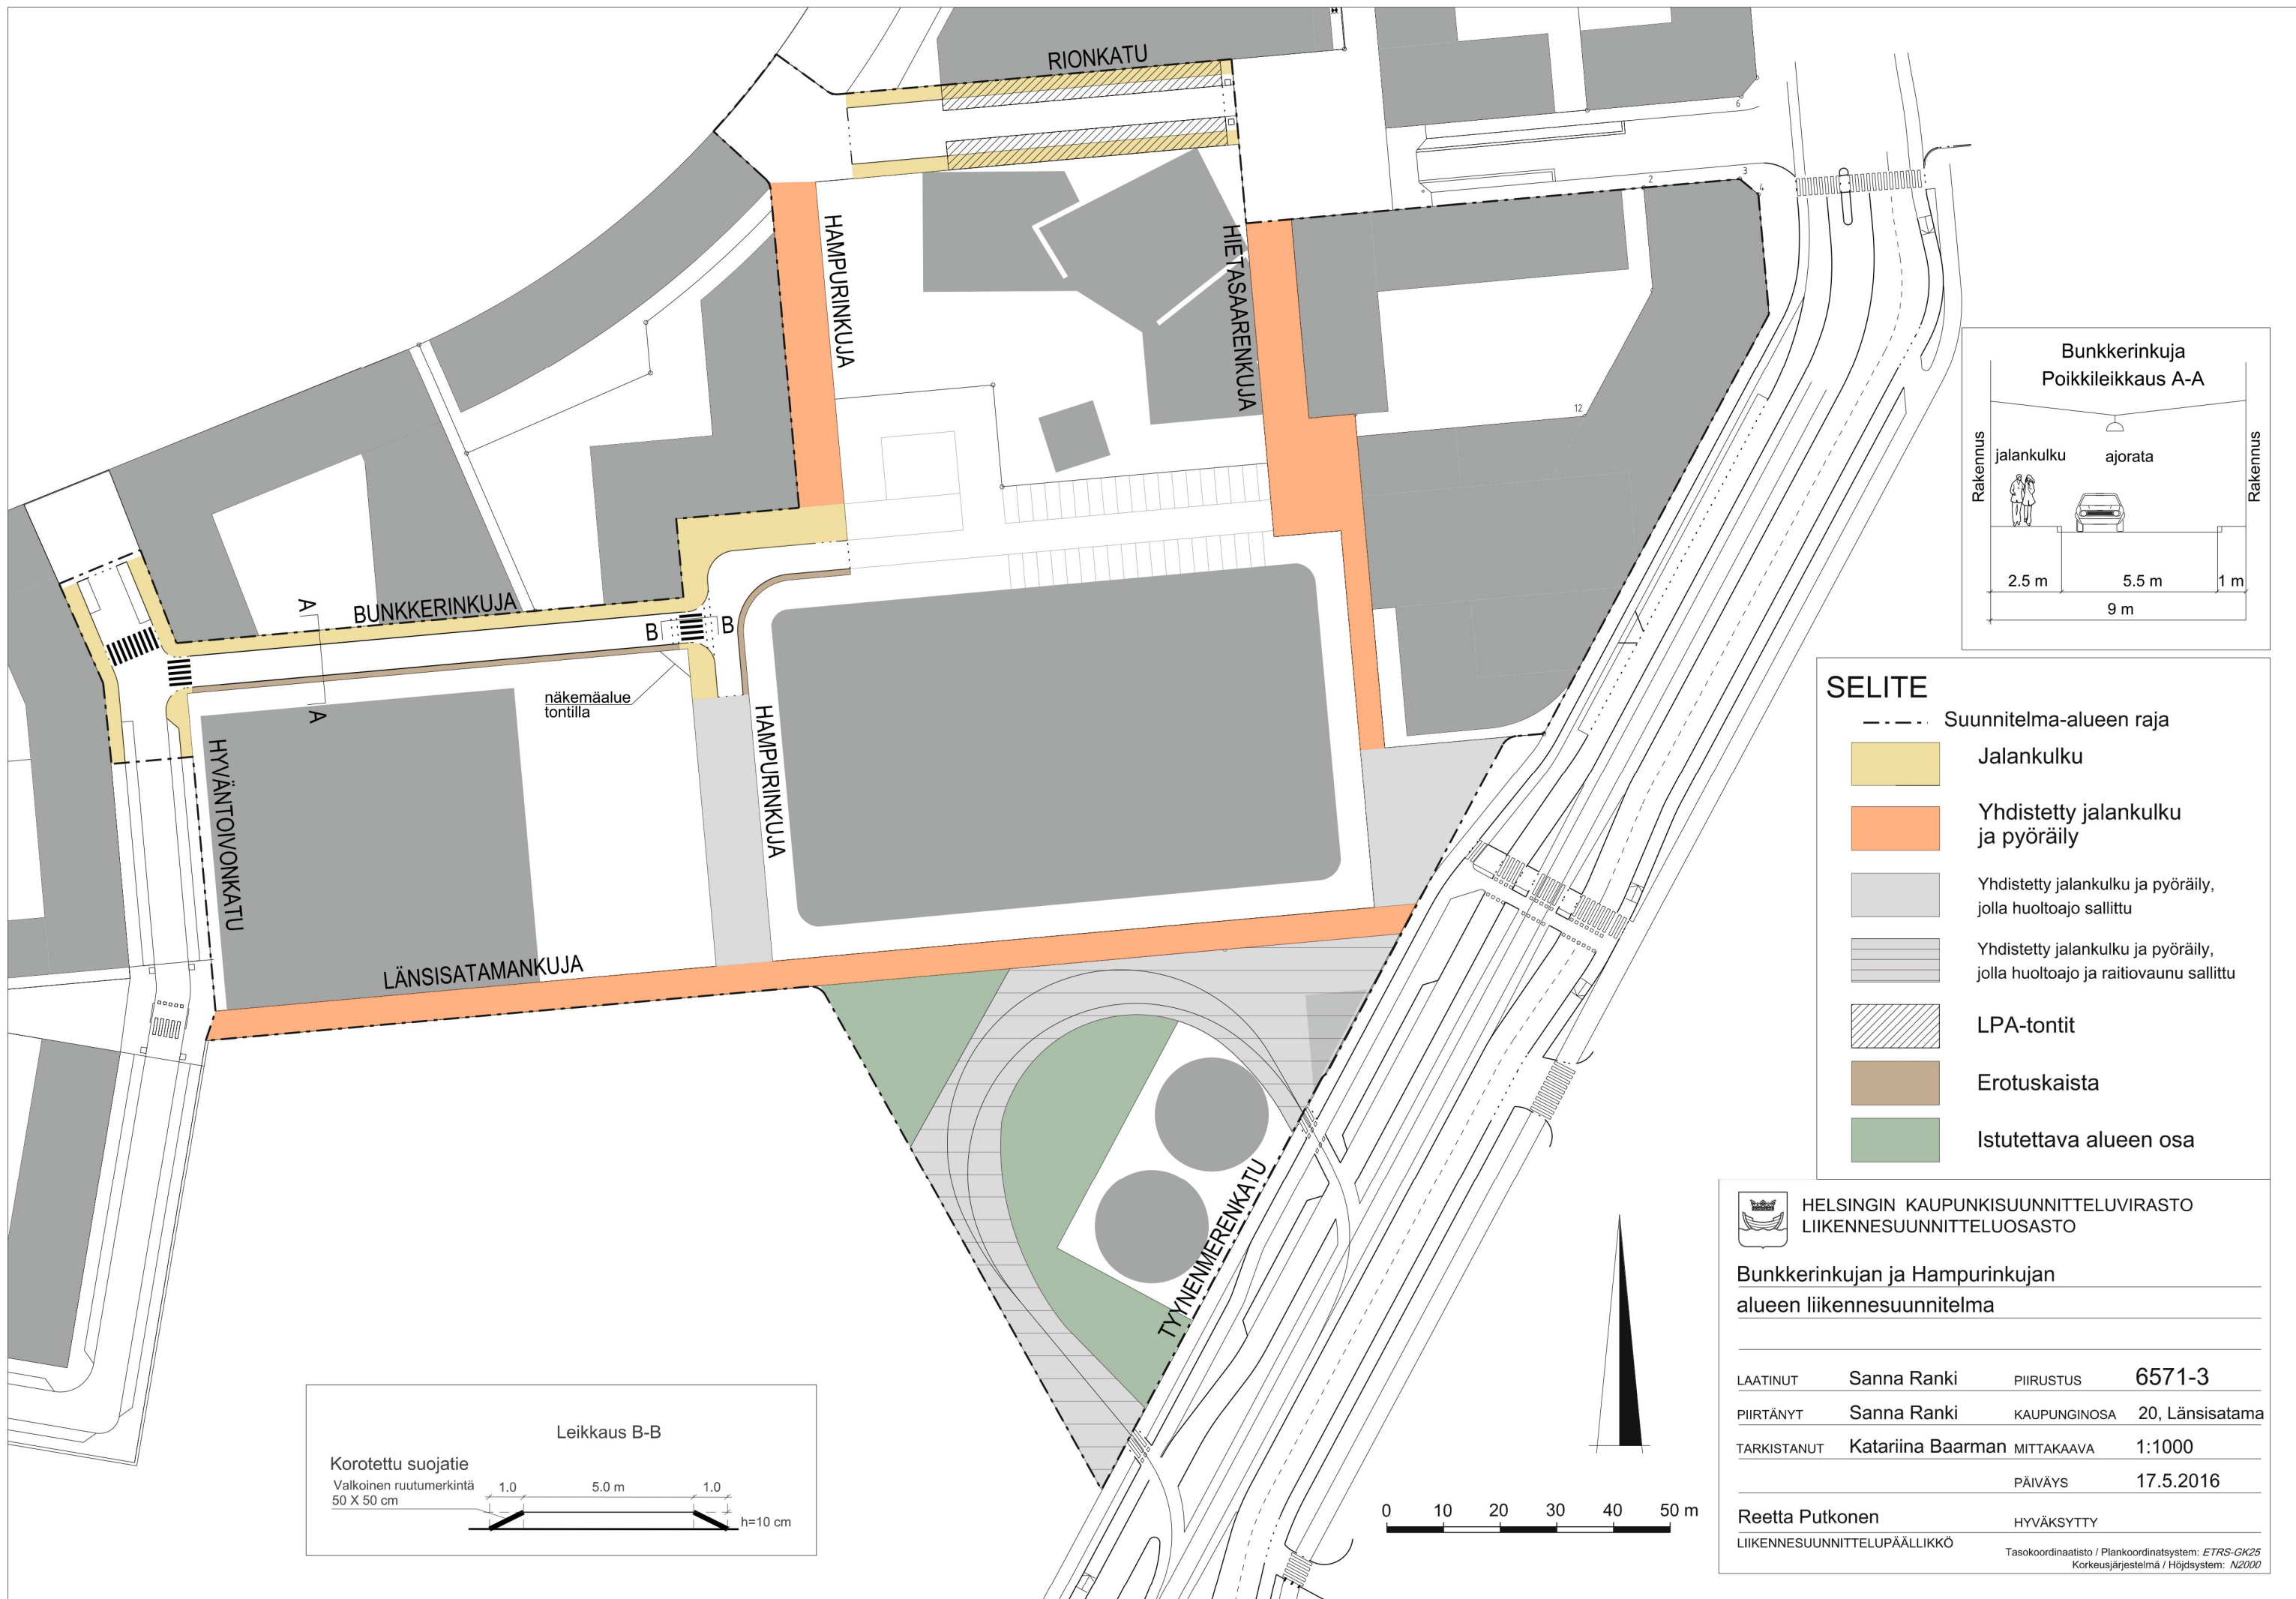 RIONKATU
HAMPURINKUJA
HIETASAARENKUJA
6
2
3
4
12
BUNKKERINKUJA
A
A
B
B
näkemäalue
tontilla
HAMPURINKUJA
HYVÄNTOIVONKATU
LÄNSISATAMANKUJA
TYYNENMERENKATU
Bunkkerinkuja
Poikkileikkaus A-A
Rakennus
jalankulku
ajorata
Rakennus
2.5 m
5.5 m
1 m
9 m
SELITE
Suunnitelma-alueen raja
Jalankulku
Yhdistetty jalankulku
ja pyöräily
Yhdistetty jalankulku ja pyöräily,
jolla huoltoajo sallittu
Yhdistetty jalankulku ja pyöräily,
jolla huoltoajo ja raitiovaunu sallittu
LPA-tontit
Erotuskaista
Istutettava alueen osa
Leikkaus B-B
Korotettu suojatie
Valkoinen ruutumerkintä
50 X 50 cm
1.0
5.0 m
1.0
h=10 cm
0 10 20 30 40 50 m
HELSINGIN KAUPUNKISUUNNITTELUVIRASTO
LIIKENNESUUNNITTELUOSASTO
Bunkkerinkujan ja Hampurinkujan
alueen liikennesuunnitelma
LAATINUT Sanna Ranki PIIRUSTUS 6571-3
PIIRTÄNYT Sanna Ranki KAUPUNGINOSA 20, Länsisatama
TARKISTANUT Katariina Baarman MITTAKAAVA 1:1000
PÄIVÄYS 17.5.2016
Reetta Putkonen HYVÄKSYTTY
LIIKENNESUUNNITTELUPÄÄLLIKKÖ
Tasokoordinaatisto / Plankoordinatsystem: ETRS-GK25
Korkeusjärjestelmä / Höjdsystem: N2000